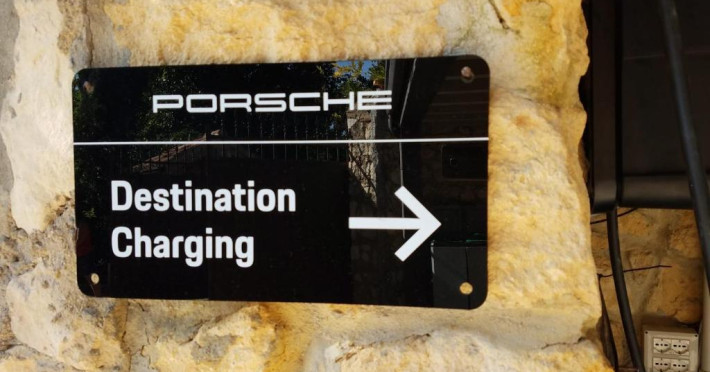 PORSCHE
Destination
Charging